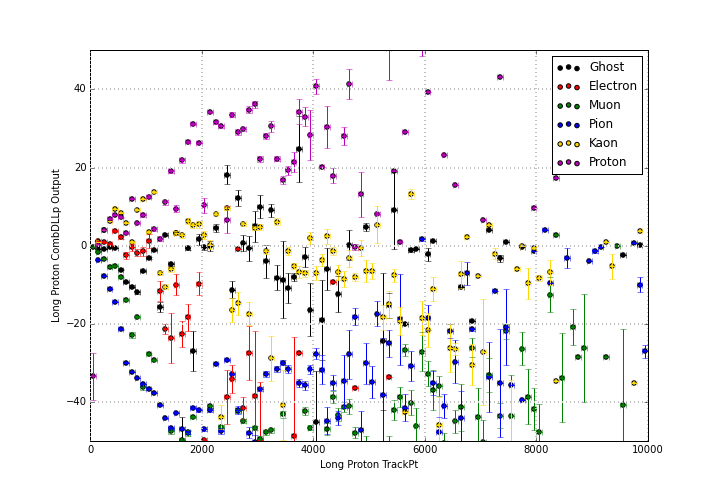 Long Proton CombDLLp Output
40
20
0
−20
−40
0
2000
4000
6000
8000
10000
Long Proton TrackPt
Ghost
Electron
Muon
Pion
Kaon
Proton